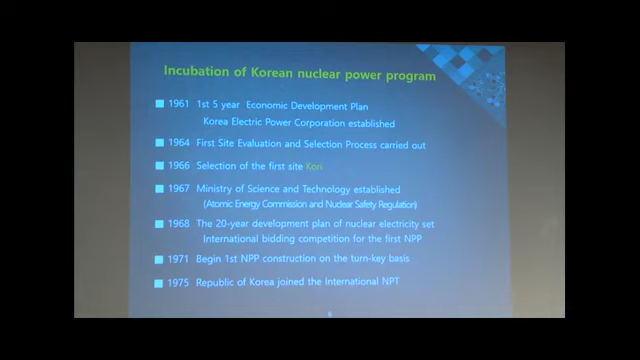 Incubation of Korean nuclear power program
1961 1st 5 year Economic Development Plan
Korea Electric Power Corporation established
1964 First Site Evaluation and Selection Process carried out
1966 Selection of the first site Kori
1967 Ministry of Science and Technology established
(Atomic Energy Commission and Nuclear Safety Regulation)
1968 The 20-year development plan of nuclear electricity set
International bidding competition for the first NPP
1971 Begin 1st NPP construction on the turn-key basis
1975 Republic of Korea joined the International NPT